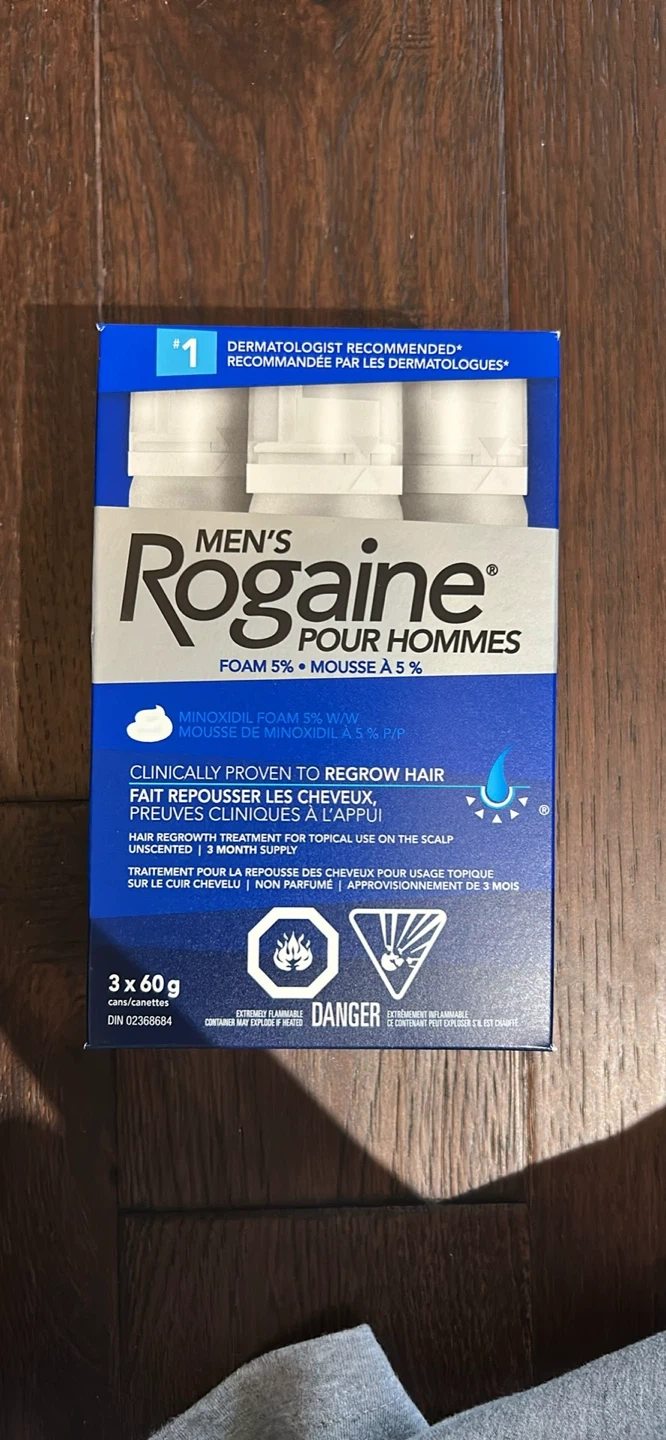 #1 DERMATOLOGIST RECOMMENDED*
RECOMMANDÉE PAR LES DERMATOLOGUES*
MEN'S
Rogaine®
POUR HOMMES
FOAM 5% • MOUSSE À 5 %
MINOXIDIL FOAM 5% W/W
MOUSSE DE MINOXIDIL À 5 % P/P
CLINICALLY PROVEN TO REGROW HAIR
FAIT REPOUSSER LES CHEVEUX,
PREUVES CLINIQUES À L'APPUI
®
HAIR REGROWTH TREATMENT FOR TOPICAL USE ON THE SCALP
UNSCENTED | 3 MONTH SUPPLY
TRAITEMENT POUR LA REPOUSSE DES CHEVEUX POUR USAGE TOPIQUE
SUR LE CUIR CHEVELU | NON PARFUMÉ | APPROVISIONNEMENT DE 3 MOIS
3 x 60 g
cans/canettes
DIN 02368684
EXTREMELY FLAMMABLE
CONTAINER MAY EXPLODE IF HEATED
DANGER
EXTRÊMEMENT INFLAMMABLE
CE CONTENANT PEUT EXPLOSER S'IL EST CHAUFFÉ